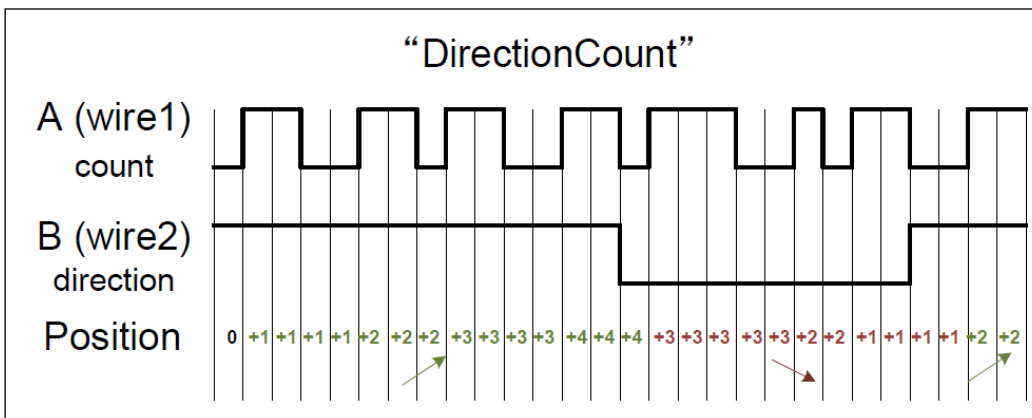 “DirectionCount”
A (wire1)
count
B (wire2)
direction
Position 0 +1 +1 +1 +1 +2 +2 +2 +3 +3 +3 +3 +4 +4 +4 +3 +3 +3 +3 +3 +2 +2 +1 +1 +1 +1 +2 +2